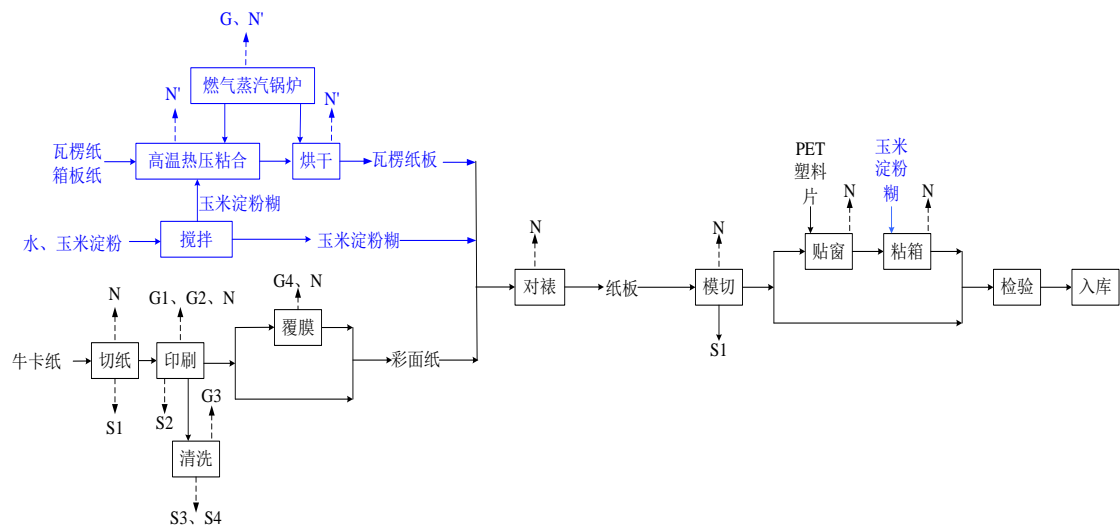 G、N'
燃气蒸汽锅炉
N'
N'
瓦楞纸
箱板纸
高温热压粘合
烘干
瓦楞纸板
玉米淀粉糊
水、玉米淀粉
搅拌
玉米淀粉糊
PET
塑料
片
N
玉米
淀粉
糊
N
N
N
贴窗
粘箱
对裱
纸板
模切
检验
入库
S1
N
G1、G2、N
G4、N
覆膜
牛卡纸
切纸
印刷
彩面纸
S1
S2
G3
清洗
S3、S4